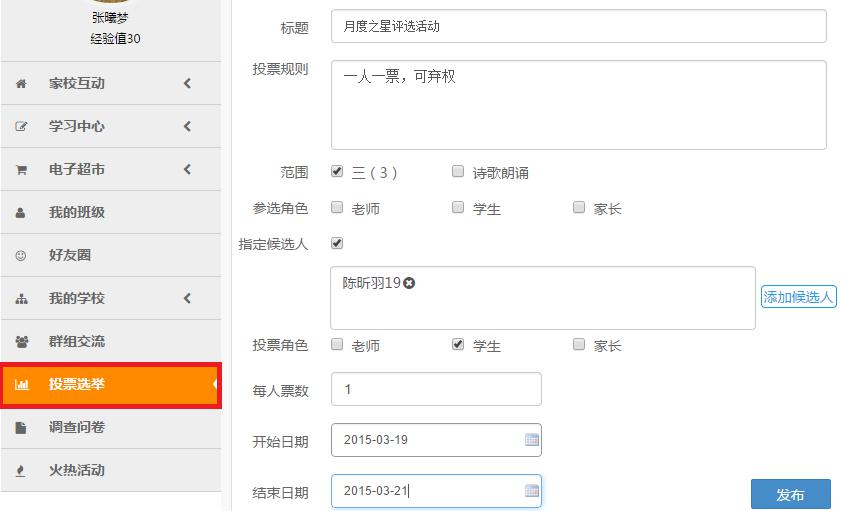 张曦梦
经验值30
家校互动
学习中心
电子超市
我的班级
好友圈
我的学校
群组交流
投票选举
调查问卷
火热活动
标题 月度之星评选活动
投票规则 一人一票，可弃权
范围 三（3） 诗歌朗诵
参选角色 老师 学生 家长
指定候选人
陈昕羽19
添加候选人
投票角色 老师 学生 家长
每人票数 1
开始日期 2015-03-19
结束日期 2015-03-21
发布